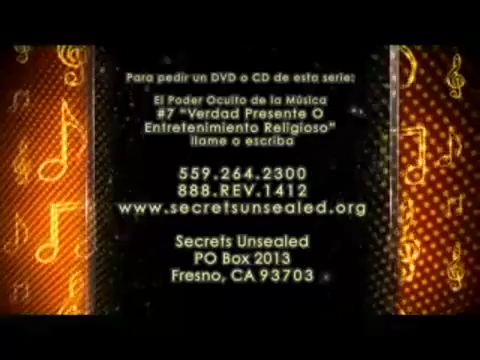 Para pedir un DVD o CD de esta serie:
El Poder Oculto de la Música
#7 "Verdad Presente O
Entretenimiento Religioso"
llame o escriba
559.264.2300
888.REV.1412
www.secretsunsealed.org
Secrets Unsealed
PO Box 2013
Fresno, CA 93703